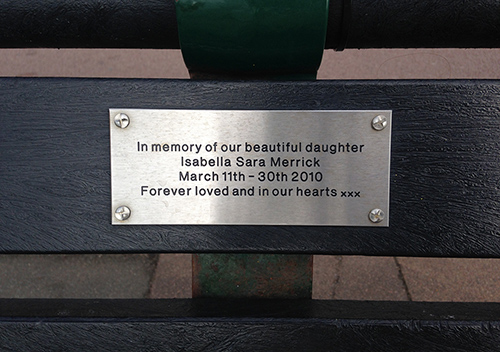 In memory of our beautiful daughter
Isabella Sara Merrick
March 11th - 30th 2010
Forever loved and in our hearts xxx